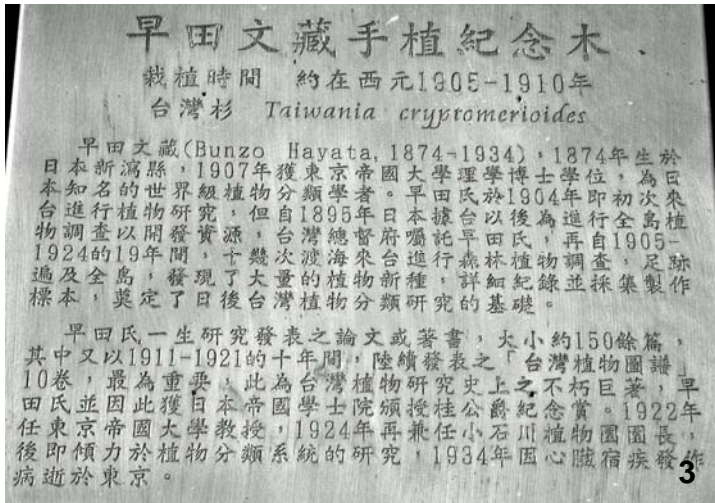 早田文藏手植紀念木
栽植時間 約在西元1905-1910年
台灣杉 Taiwania cryptomerioides
早田文藏(Bunzo Hayata, 1874-1934)，1874年生於
日本新瀉縣，1907年獲東京帝國大學理學博士學位，為日
本知名的世界級植物分類學者。早田民於1904年即初次來
台進行植物研究，但自1895年日本據台以後為進行全島植
物調查以開發資源，台灣總督府囑託早田氏，再自1905-
1924的19年間，十幾次渡海來台進行森林植物調查，足跡
遍及全島，發現了大量的植物新種，詳細紀錄並採集製作
標本，奠定了日後台灣植物分類研究的基礎。
早田氏一生研究發表之論文或著書，大小約150餘篇，
其中又以1911-1921的十年間，陸續發表之「台灣植物圖譜」
10卷，最為重要，此為台灣植物研究史上之不朽巨著，早
田氏並因此獲日本帝國學士院頒授桂公爵紀念賞。1922年
任東京帝國大學教授，1924年再兼任小石川植物園園長，
後即傾力於植物分類系統的研究，1934年因心臟宿疾發作
病逝於東京。
3